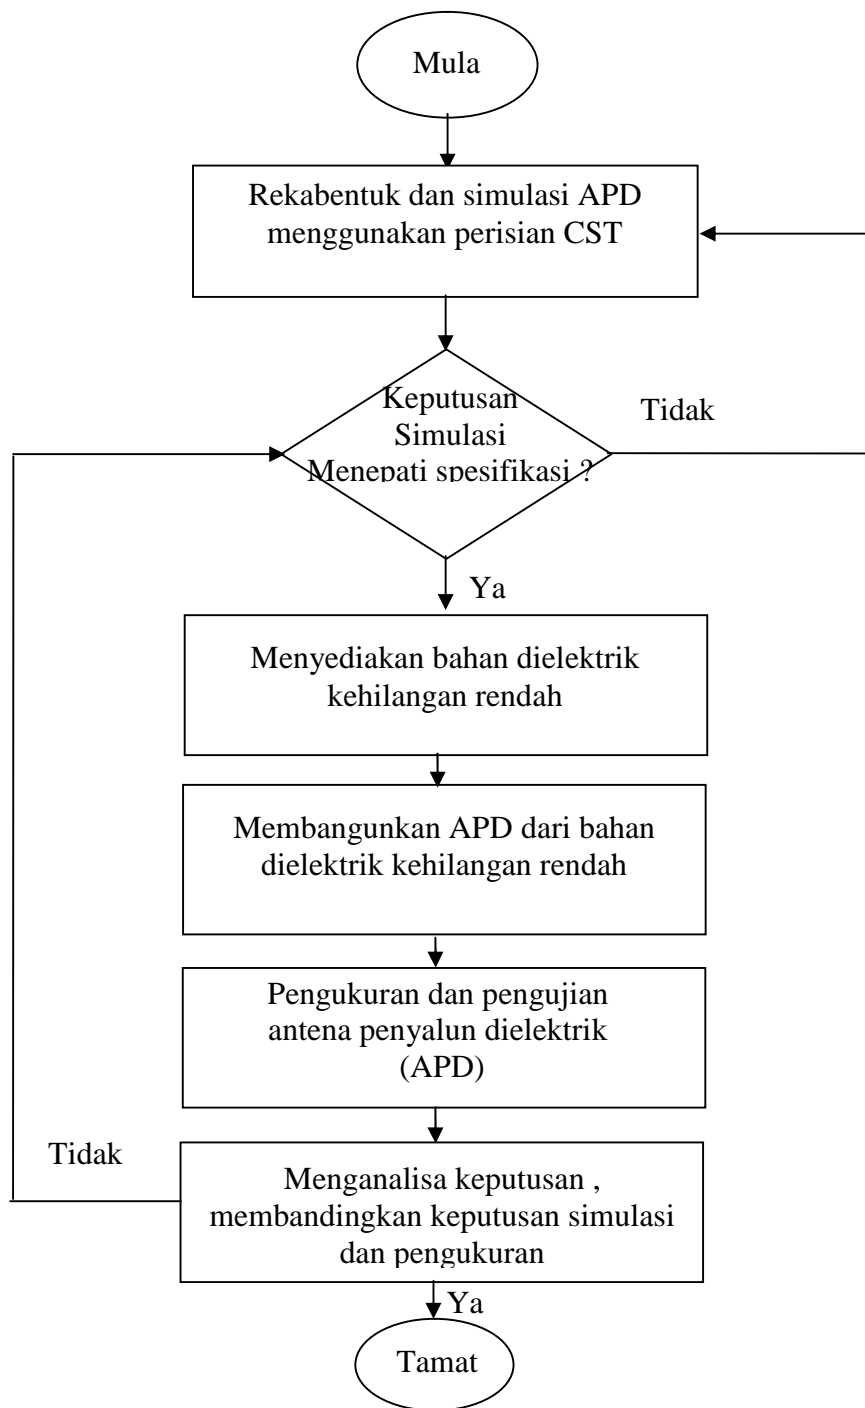 Mula
Rekabentuk dan simulasi APD
menggunakan perisian CST
Keputusan
Simulasi
Menepati spesifikasi ?
Tidak
Ya
Menyediakan bahan dielektrik
kehilangan rendah
Membangunkan APD dari bahan
dielektrik kehilangan rendah
Pengukuran dan pengujian
antena penyalun dielektrik
(APD)
Tidak
Menganalisa keputusan ,
membandingkan keputusan simulasi
dan pengukuran
Ya
Tamat